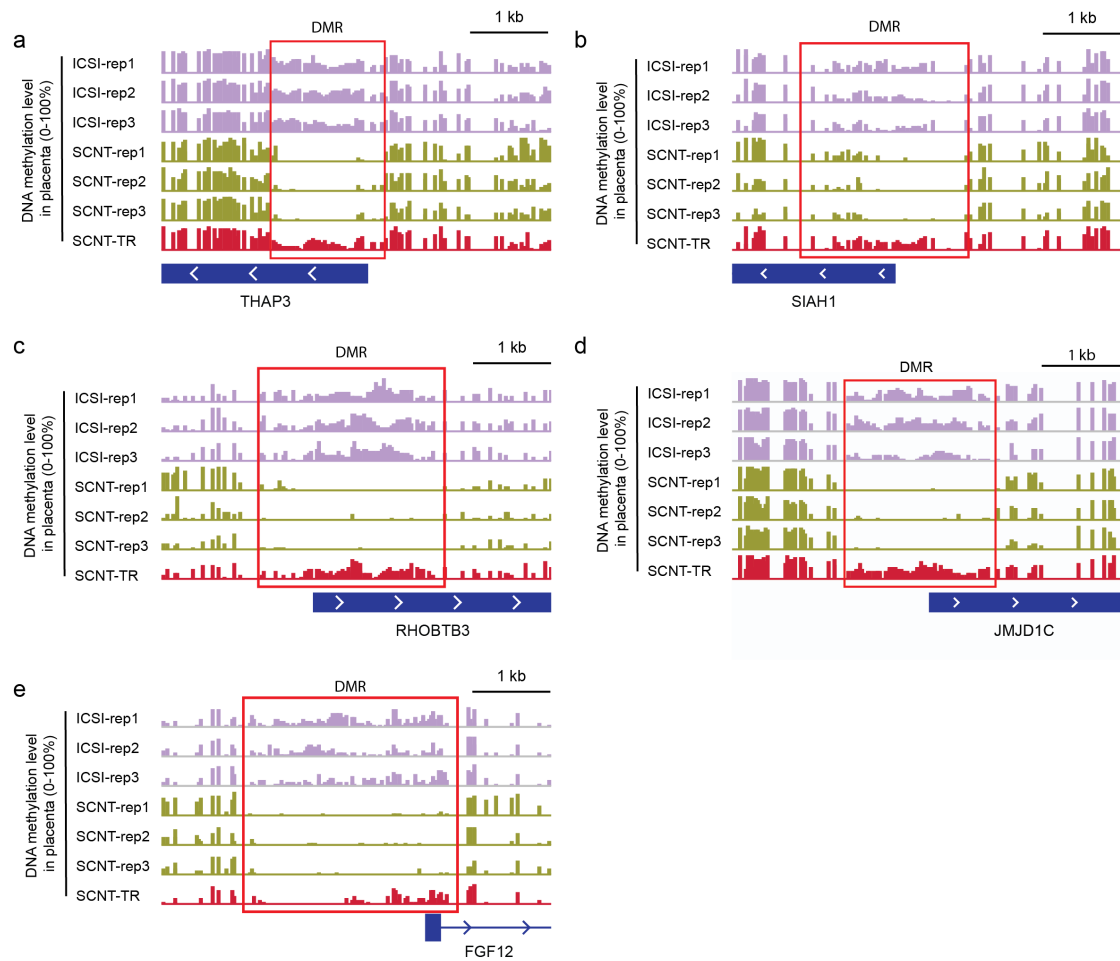 a
DMR
1 kb
DNA methylation level
in placenta (0-100%)
ICSI-rep1
ICSI-rep2
ICSI-rep3
SCNT-rep1
SCNT-rep2
SCNT-rep3
SCNT-TR
THAP3
b
DMR
1 kb
DNA methylation level
in placenta (0-100%)
ICSI-rep1
ICSI-rep2
ICSI-rep3
SCNT-rep1
SCNT-rep2
SCNT-rep3
SCNT-TR
SIAH1
c
DMR
1 kb
DNA methylation level
in placenta (0-100%)
ICSI-rep1
ICSI-rep2
ICSI-rep3
SCNT-rep1
SCNT-rep2
SCNT-rep3
SCNT-TR
RHOBTB3
d
DMR
1 kb
DNA methylation level
in placenta (0-100%)
ICSI-rep1
ICSI-rep2
ICSI-rep3
SCNT-rep1
SCNT-rep2
SCNT-rep3
SCNT-TR
JMJD1C
e
DMR
1 kb
DNA methylation level
in placenta (0-100%)
ICSI-rep1
ICSI-rep2
ICSI-rep3
SCNT-rep1
SCNT-rep2
SCNT-rep3
SCNT-TR
FGF12